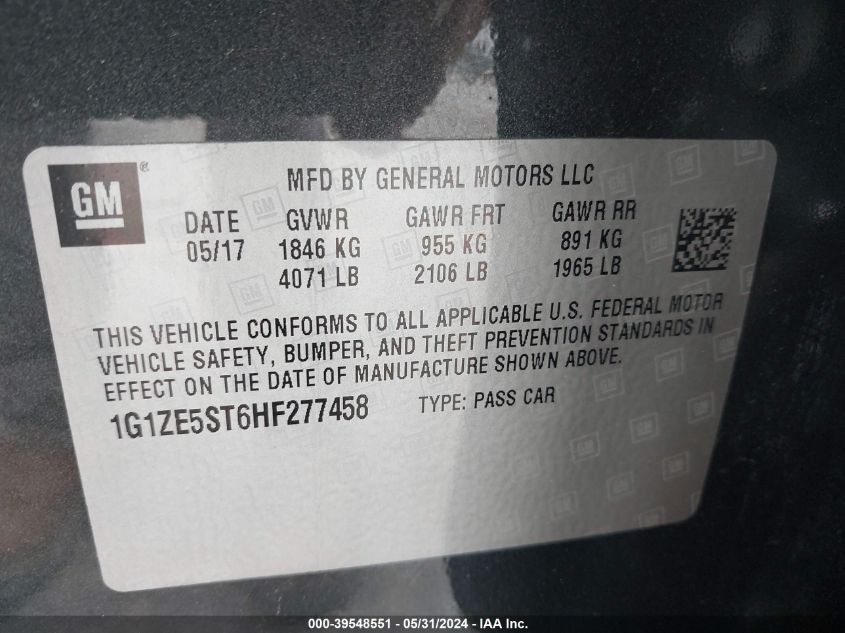 GM ®
MFD BY GENERAL MOTORS LLC
DATE GVWR GAWR FRT GAWR RR
05/17 1846 KG 955 KG 891 KG
4071 LB 2106 LB 1965 LB
THIS VEHICLE CONFORMS TO ALL APPLICABLE U.S. FEDERAL MOTOR
VEHICLE SAFETY, BUMPER, AND THEFT PREVENTION STANDARDS IN
EFFECT ON THE DATE OF MANUFACTURE SHOWN ABOVE.
1G1ZE5ST6HF277458 TYPE: PASS CAR
000-39548551 - 05/31/2024 - IAA Inc.